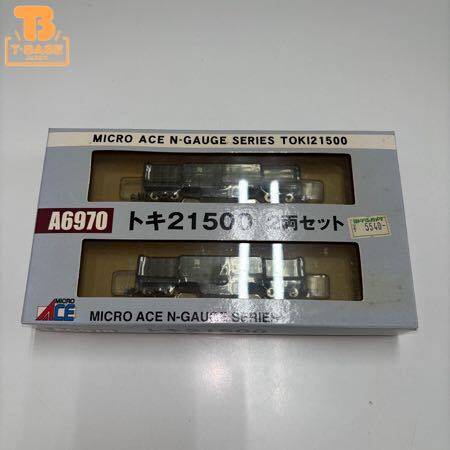 T-BASE
JAPAN
MICRO ACE N-GAUGE SERIES TOKI21500
A6970
トキ21500 2両セット
¥ 5540-
MICRO ACE
MICRO ACE N-GAUGE SERIES